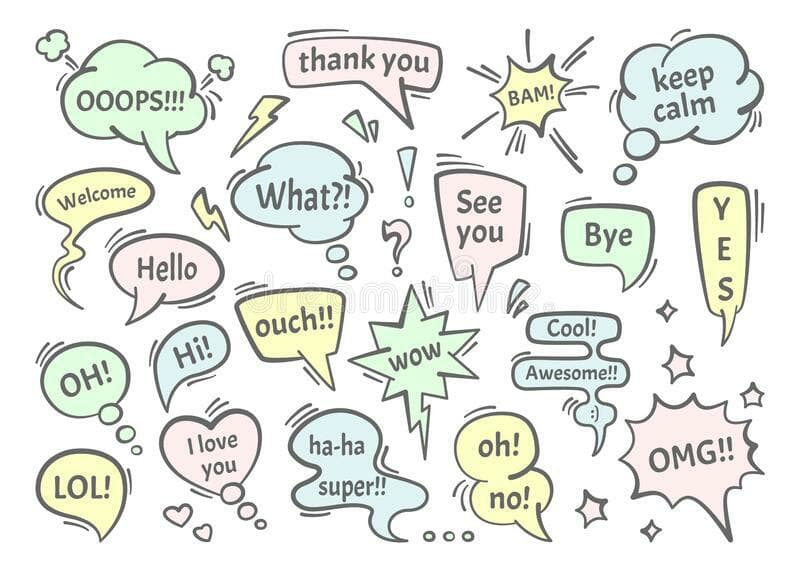 OOOPS!!!
thank you
BAM!
keep
calm
Welcome
What?!
See
you
Bye
YES
Hello
ouch!!
Hi!
wow
Cool!
Awesome!!
OH!
I love
you
ha-ha
super!!
oh!
no!
OMG!!
LOL!
dreamstime